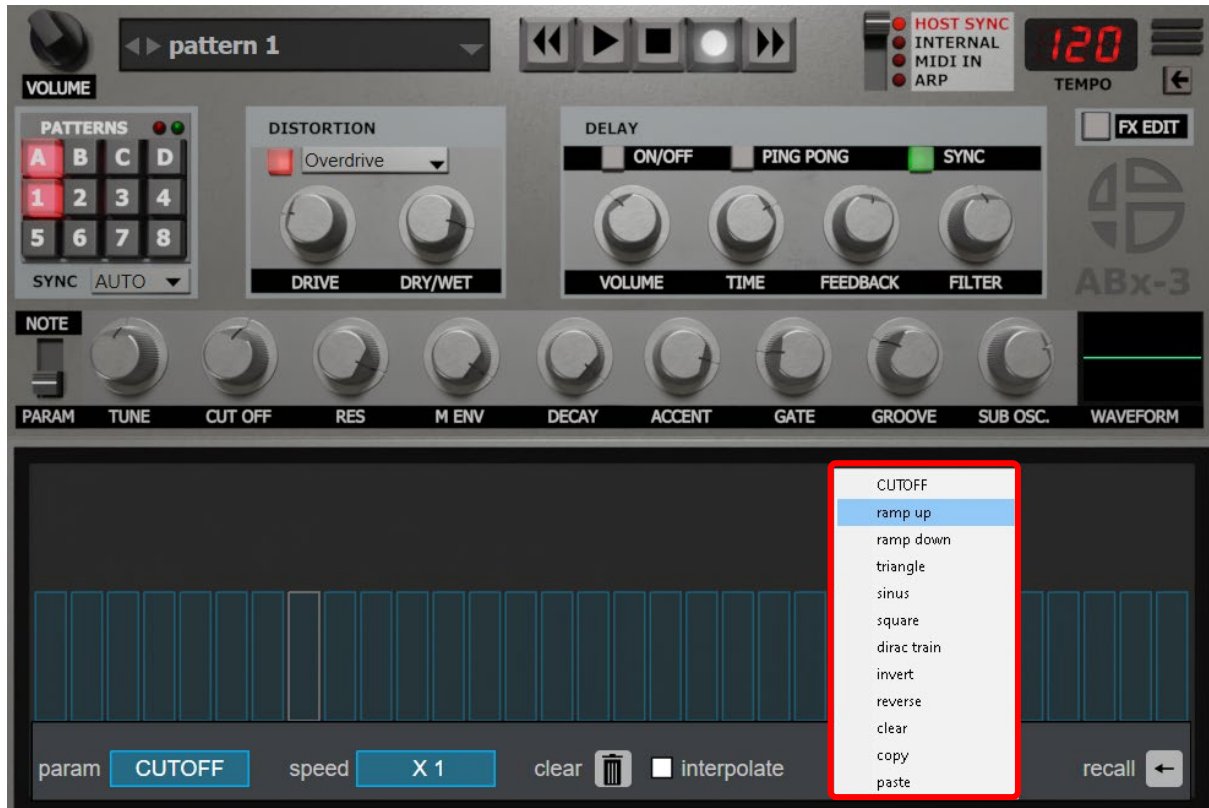 pattern 1
VOLUME
HOST SYNC
INTERNAL
MIDI IN
ARP
120
TEMPO
PATTERNS
A B C D
1 2 3 4
5 6 7 8
SYNC AUTO
DISTORTION
Overdrive
DRIVE DRY/WET
DELAY
ON/OFF PING PONG SYNC
VOLUME TIME FEEDBACK FILTER
FX EDIT
ABx-3
NOTE
PARAM TUNE CUT OFF RES M ENV DECAY ACCENT GATE GROOVE SUB OSC. WAVEFORM
CUTOFF
ramp up
ramp down
triangle
sinus
square
dirac train
invert
reverse
clear
copy
paste
param CUTOFF speed X 1 clear interpolate recall